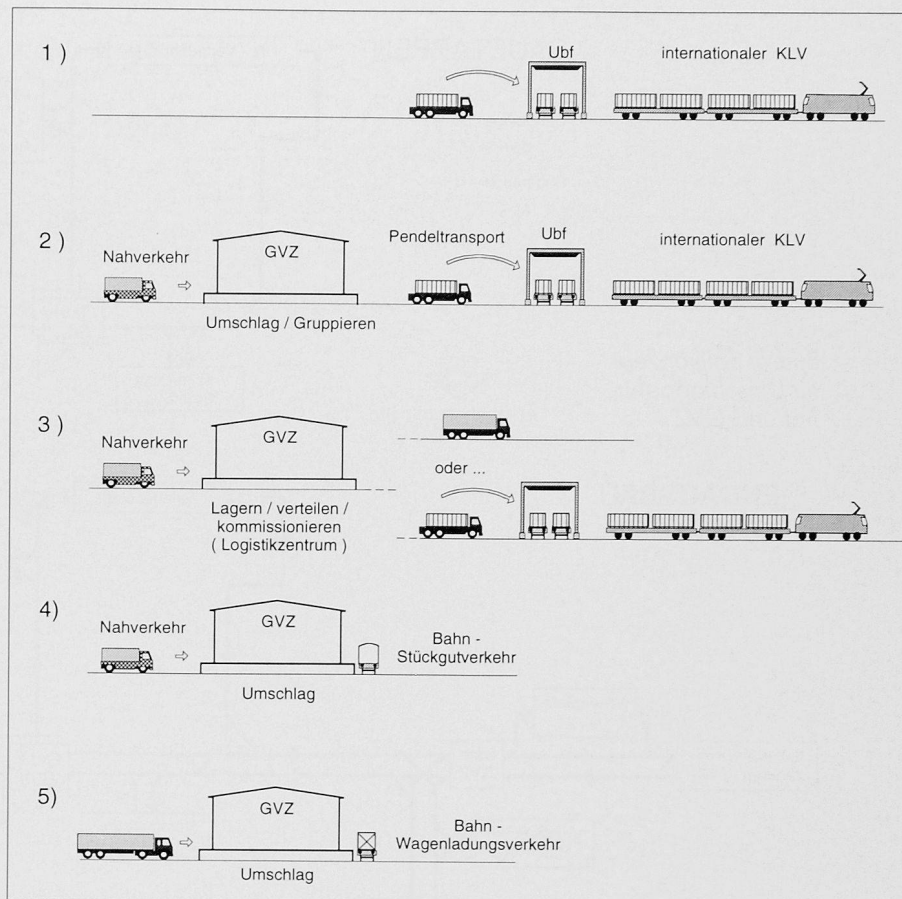 1 )
Ubf
internationaler KLV
2 )
Nahverkehr
GVZ
Umschlag / Gruppieren
Pendeltransport
Ubf
internationaler KLV
3 )
Nahverkehr
GVZ
Lagern / verteilen /
kommissionieren
( Logistikzentrum )
oder ...
4)
Nahverkehr
GVZ
Umschlag
Bahn -
Stückgutverkehr
5)
GVZ
Umschlag
Bahn -
Wagenladungsverkehr